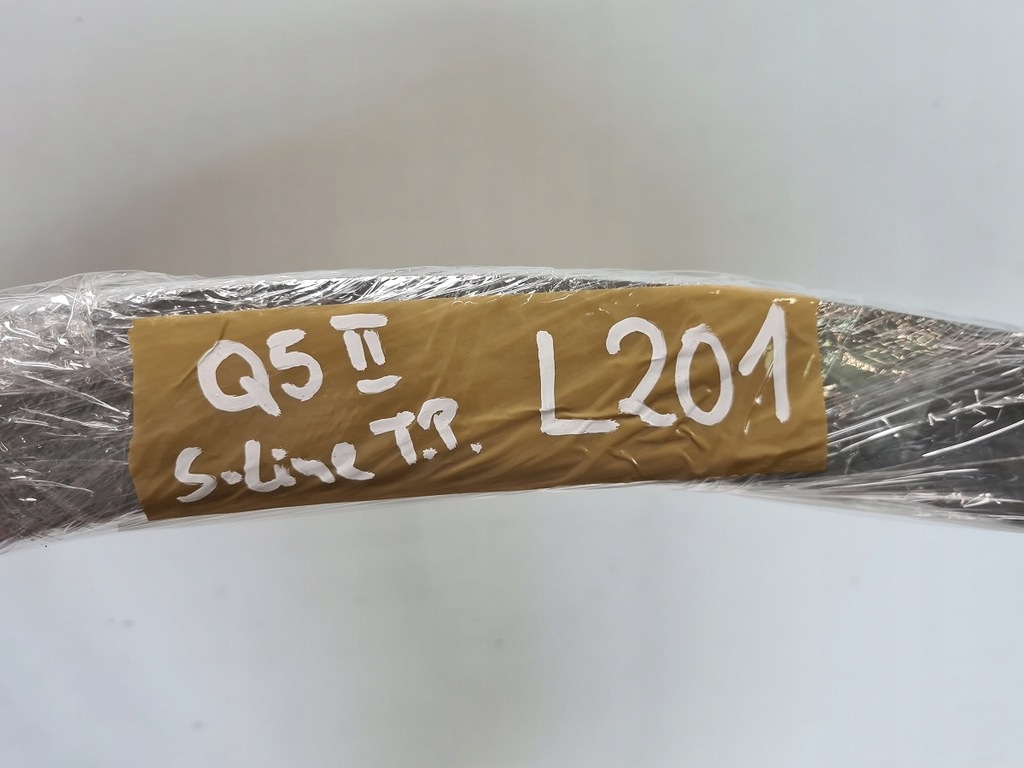 Q5 II
S-Line T.P.
L201